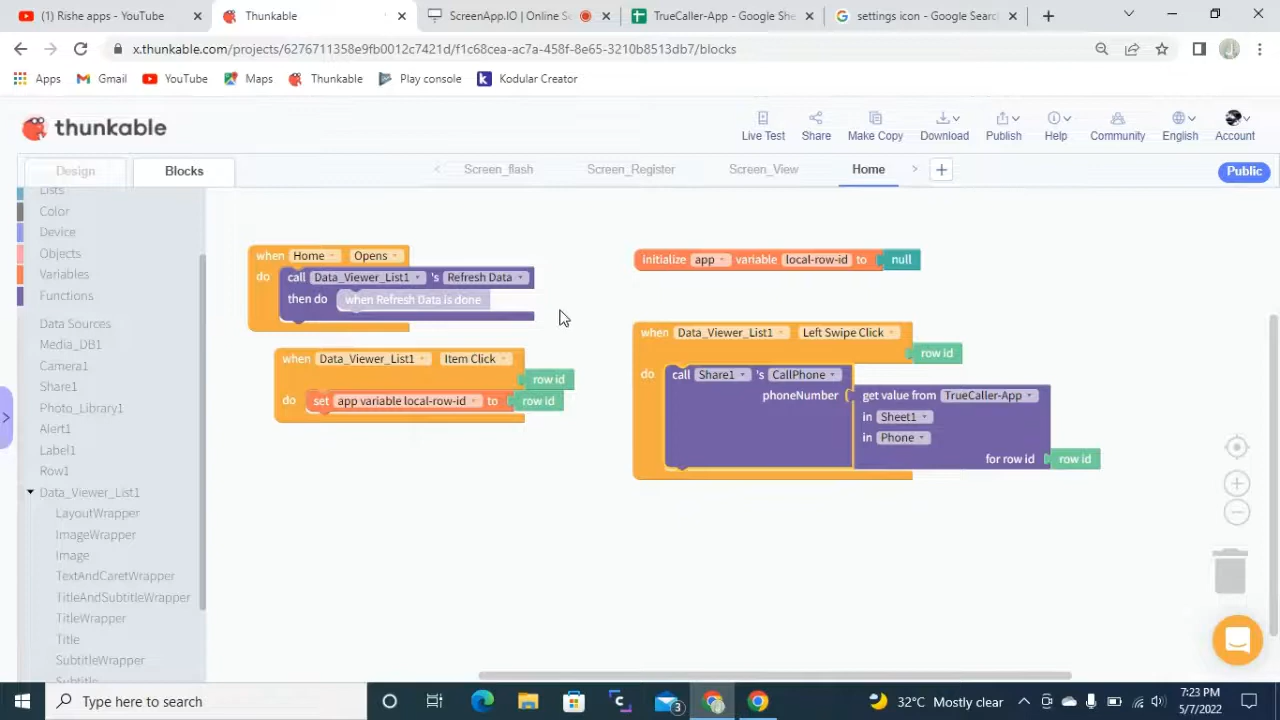 (1) Rishe apps - YouTube
Thunkable
ScreenApp.IO | Online S
TrueCaller-App - Google She
settings icon - Google Searc
x.thunkable.com/projects/6276711358e9fb0012c7421d/f1c68cea-ac7a-458f-8e65-3210b8513db7/blocks
Apps
Gmail
YouTube
Maps
Thunkable
Play console
Kodular Creator
thunkable
Live Test
Share
Make Copy
Download
Publish
Help
Community
English
Account
Design
Blocks
Screen_flash
Screen_Register
Screen_View
Home
Public
Lists
Color
Device
Objects
Variables
Functions
Data Sources
Media_DB1
Camera1
Share1
Photo_Library1
Alert1
Label1
Row1
Data_Viewer_List1
LayoutWrapper
ImageWrapper
Image
TextAndCaretWrapper
TitleAndSubtitleWrapper
TitleWrapper
Title
SubtitleWrapper
Subtitle
when Home Opens
do call Data_Viewer_List1 's Refresh Data
then do when Refresh Data is done
when Data_Viewer_List1 Item Click
row id
do set app variable local-row-id to row id
initialize app variable local-row-id to null
when Data_Viewer_List1 Left Swipe Click
row id
do call Share1 's CallPhone
phoneNumber get value from TrueCaller-App
in Sheet1
in Phone
for row id row id
Type here to search
3
32°C Mostly clear
7:23 PM
5/7/2022